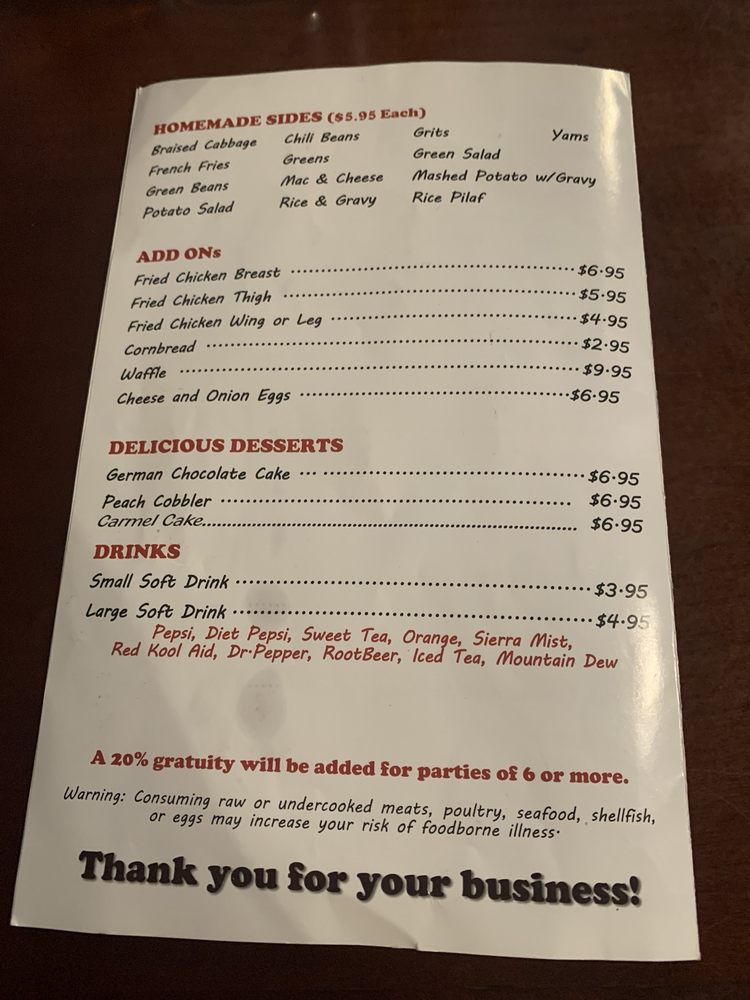 HOMEMADE SIDES ($5.95 Each)
Braised Cabbage Chili Beans Grits Yams
French Fries Greens Green Salad
Green Beans Mac & Cheese Mashed Potato w/Gravy
Potato Salad Rice & Gravy Rice Pilaf
ADD ONs
Fried Chicken Breast $6.95
Fried Chicken Thigh $5.95
Fried Chicken Wing or Leg $4.95
Cornbread $2.95
Waffle $9.95
Cheese and Onion Eggs $6.95
DELICIOUS DESSERTS
German Chocolate Cake $6.95
Peach Cobbler $6.95
Carmel Cake $6.95
DRINKS
Small Soft Drink $3.95
Large Soft Drink $4.95
Pepsi, Diet Pepsi, Sweet Tea, Orange, Sierra Mist,
Red Kool Aid, Dr.Pepper, RootBeer, Iced Tea, Mountain Dew
A 20% gratuity will be added for parties of 6 or more.
Warning: Consuming raw or undercooked meats, poultry, seafood, shellfish,
or eggs may increase your risk of foodborne illness.
Thank you for your business!